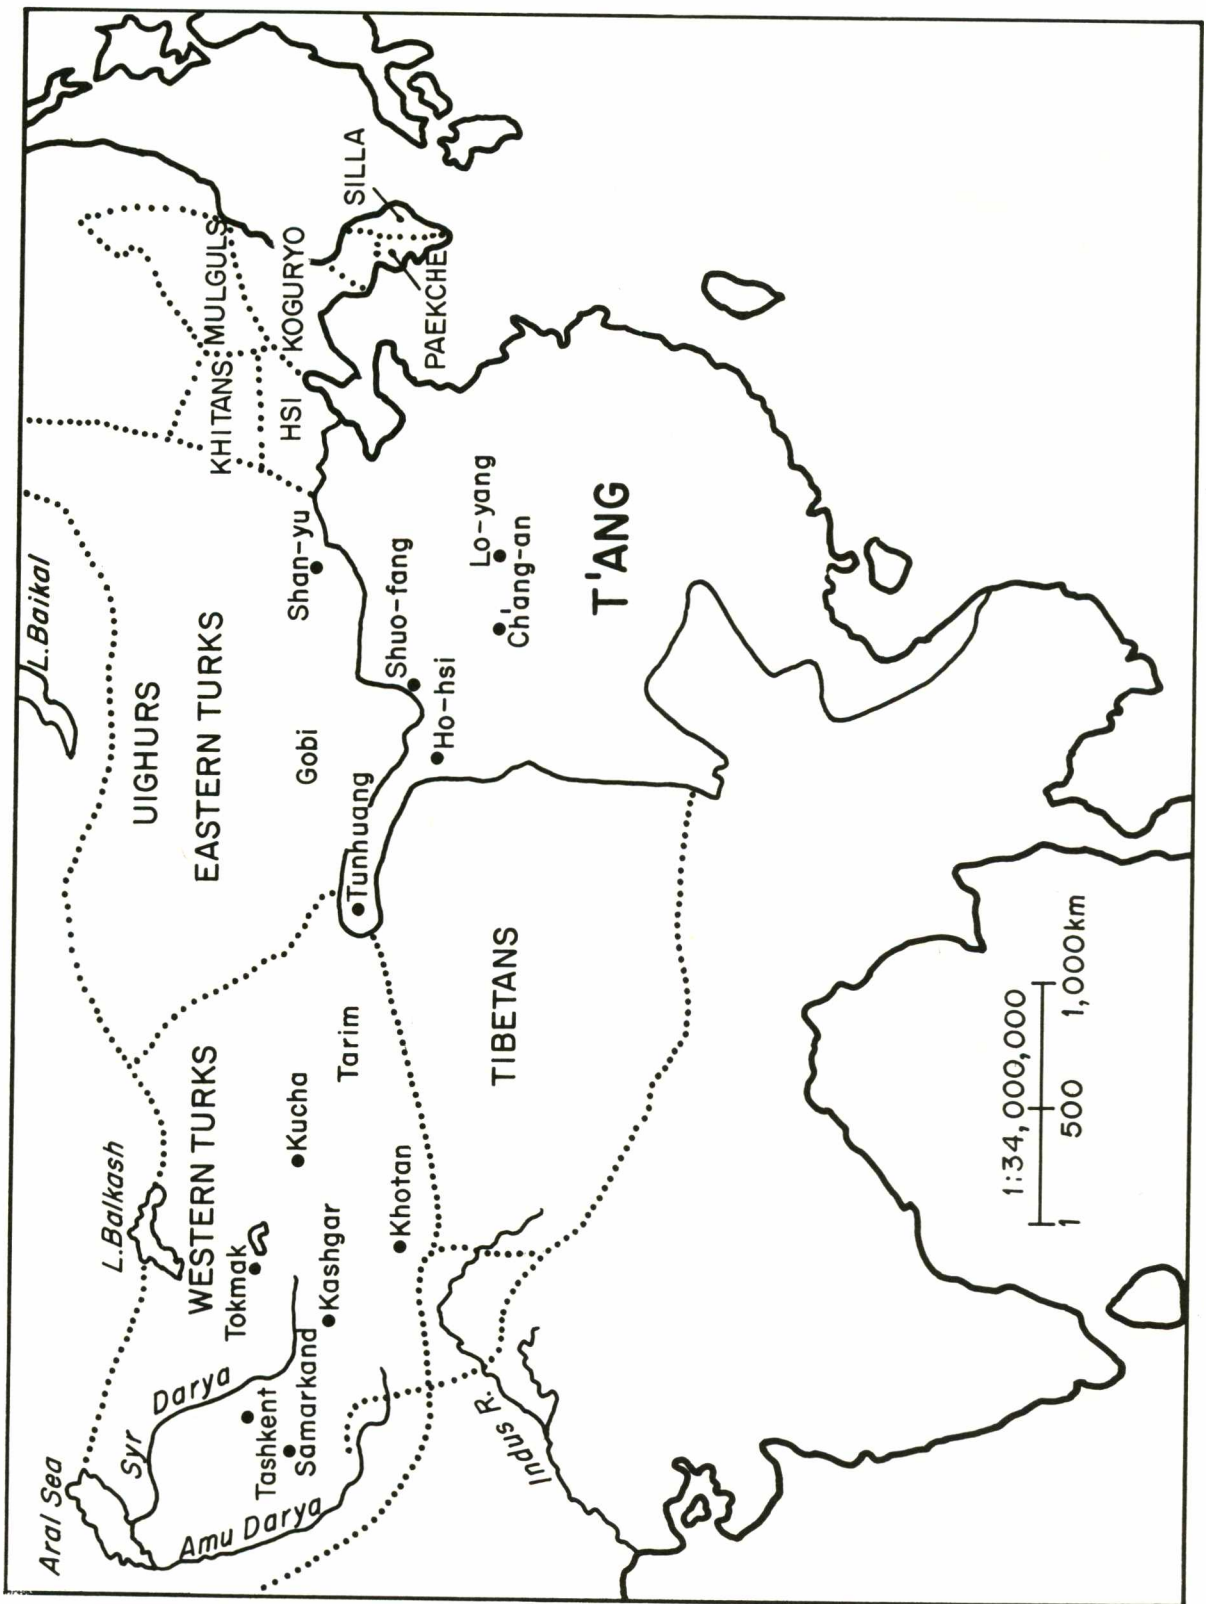 Aral Sea
L.Balkash
L.Baikal
Syr Darya
Amu Darya
Tashkent
Samarkand
Tokmak
WESTERN TURKS
Kashgar
Kucha
Khotan
Tarim
Indus R.
UIGHURS
EASTERN TURKS
Gobi
Tunhuang
TIBETANS
Shan-yu
Shuo-fang
Ho-hsi
Lo-yang
Ch'ang-an
T'ANG
KHITANS
MULGULS
HSI
KOGURYO
SILLA
PAEKCHE
1:34,000,000
1 500 1,000km